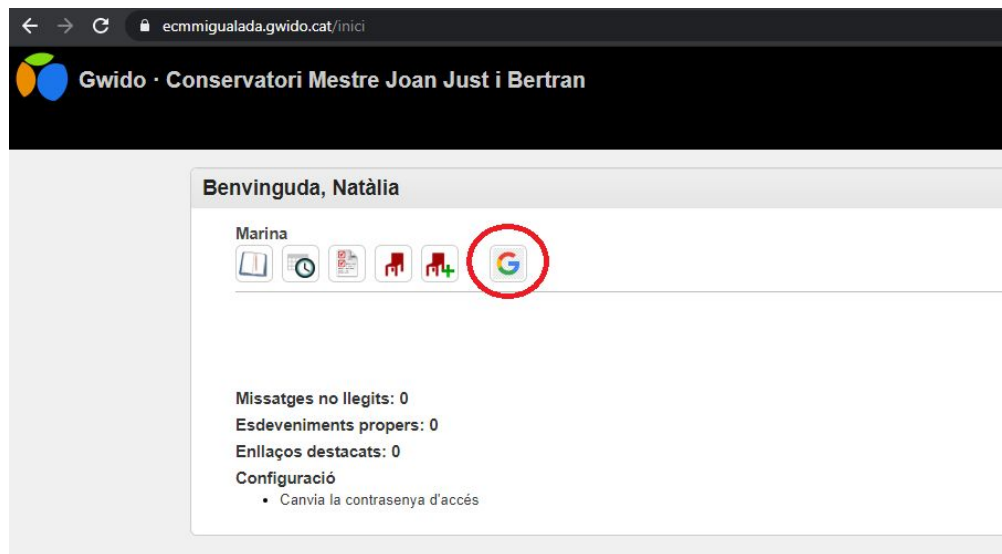 ecmmigualada.gwido.cat/inici
Gwido · Conservatori Mestre Joan Just i Bertran
Benvinguda, Natàlia
Marina
Missatges no llegits: 0
Esdeveniments propers: 0
Enllaços destacats: 0
Configuració
• Canvia la contrasenya d'accés